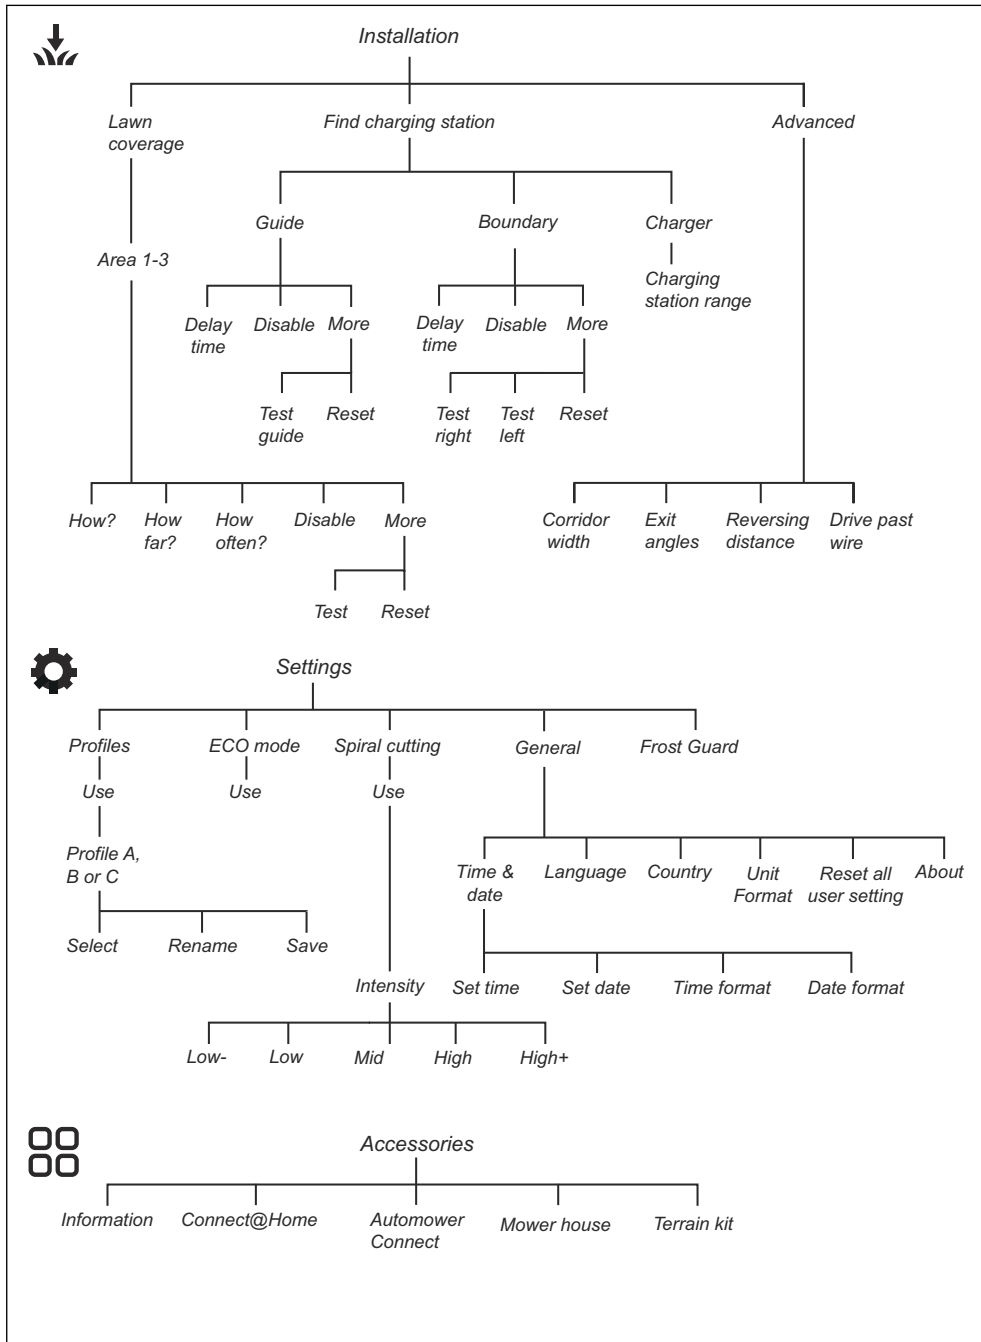 Installation
Lawn
coverage
Find charging station
Advanced
Guide
Boundary
Charger
Area 1-3
Charging
station range
Delay
time
Disable
More
Delay
time
Disable
More
Test
guide
Reset
Test
right
Test
left
Reset
How?
How
far?
How
often?
Disable
More
Corridor
width
Exit
angles
Reversing
distance
Drive past
wire
Test
Reset
Settings
Profiles
ECO mode
Spiral cutting
General
Frost Guard
Use
Use
Use
Profile A,
B or C
Time &
date
Language
Country
Unit
Format
Reset all
user setting
About
Select
Rename
Save
Intensity
Set time
Set date
Time format
Date format
Low-
Low
Mid
High
High+
Accessories
Information
Connect@Home
Automower
Connect
Mower house
Terrain kit